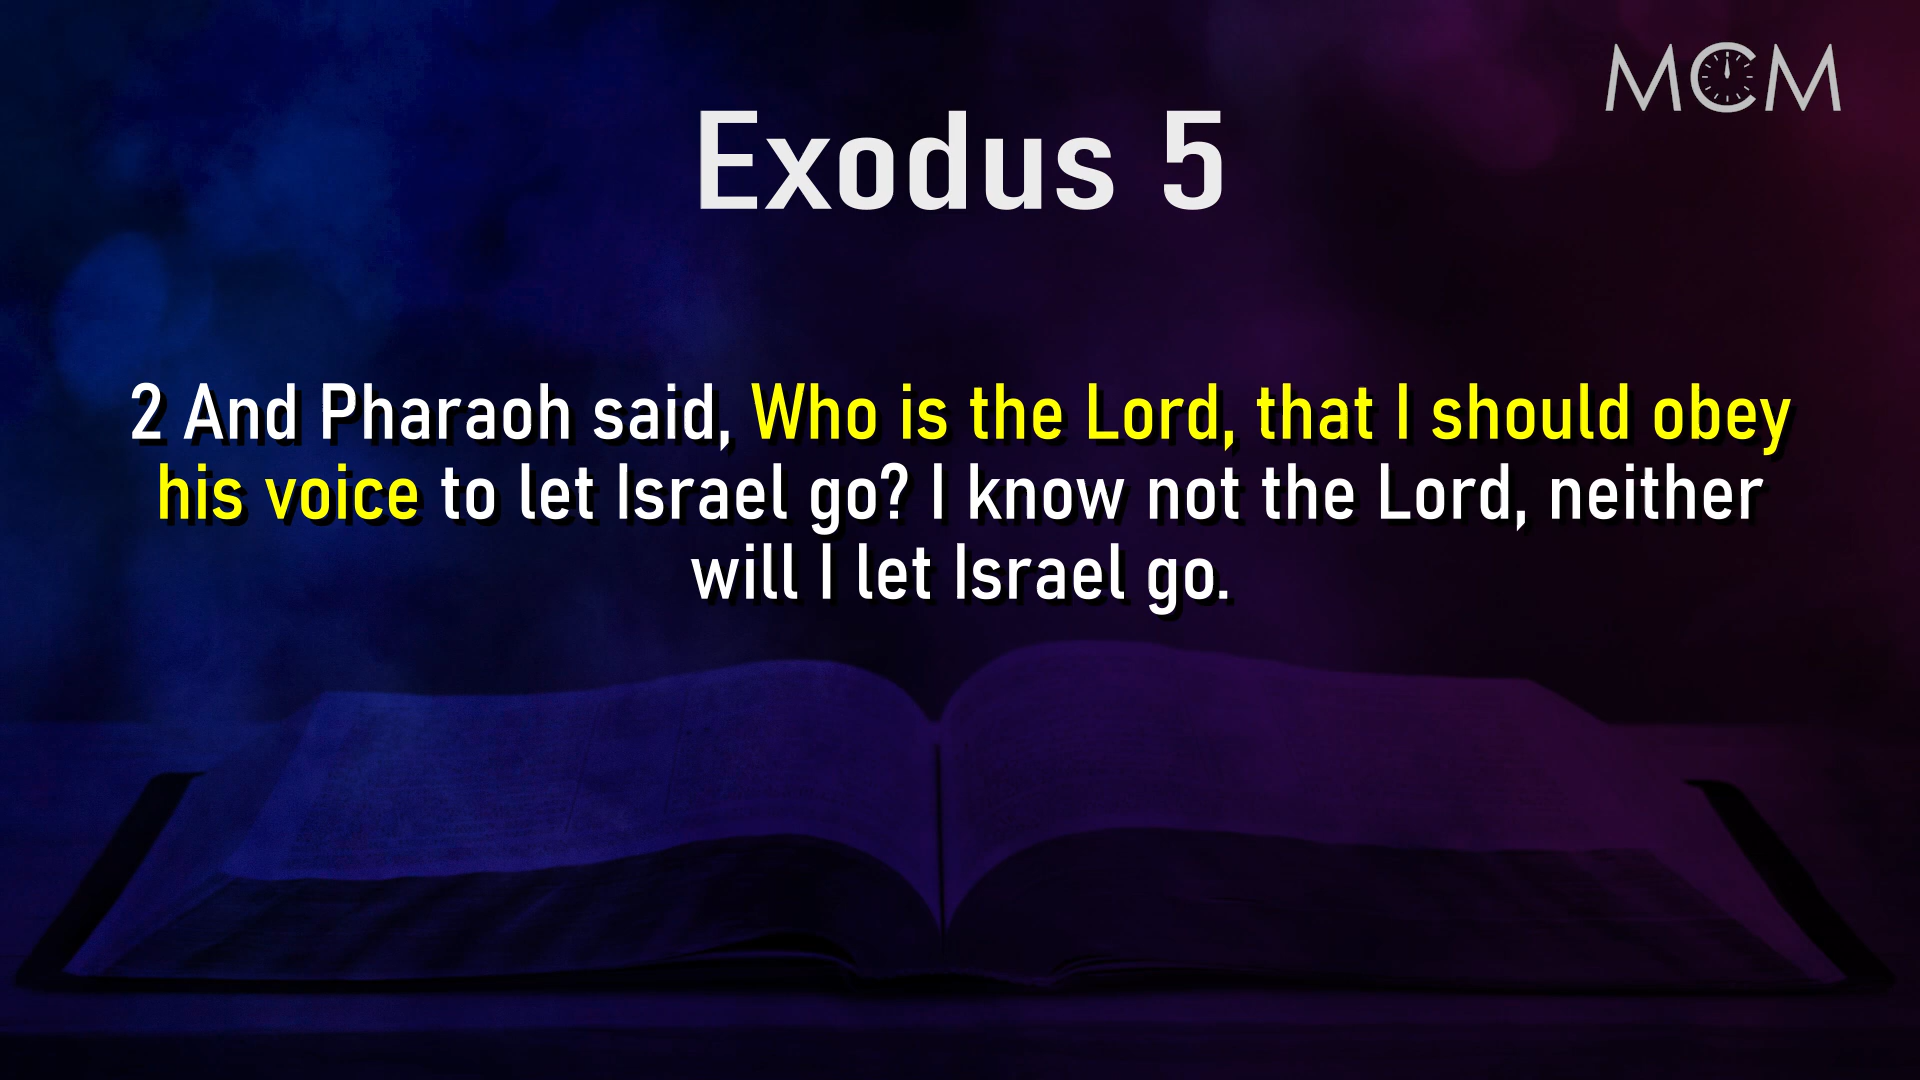 MCM
Exodus 5
2 And Pharaoh said, Who is the Lord, that I should obey
his voice to let Israel go? I know not the Lord, neither
will I let Israel go.